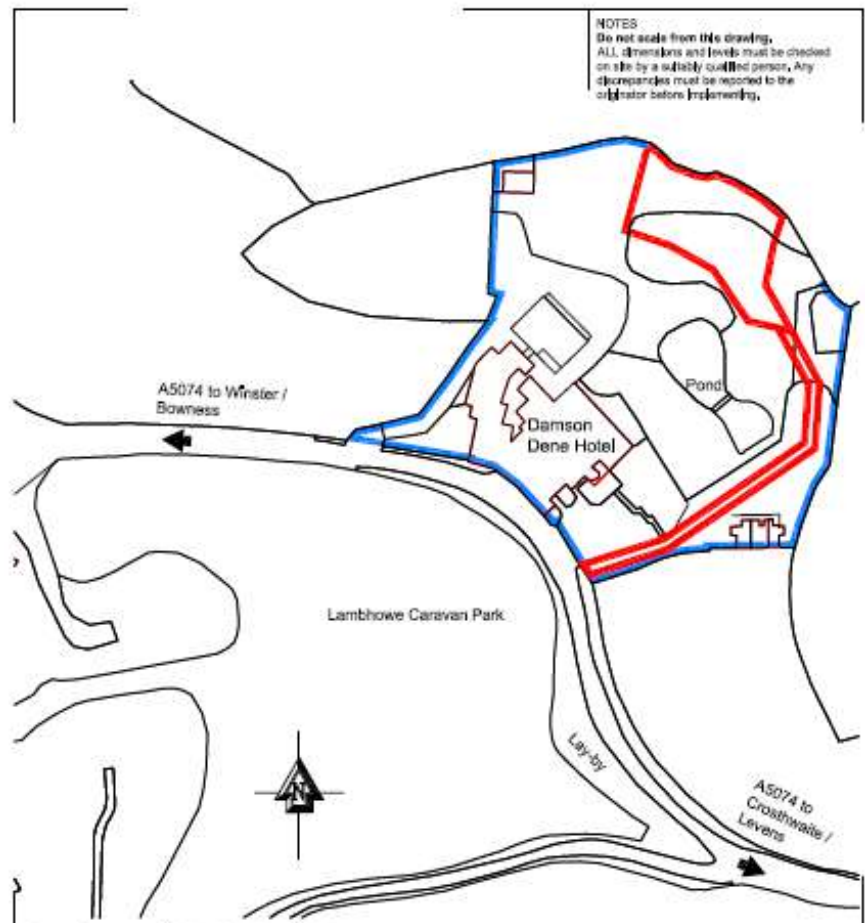 NOTES
Do not scale from this drawing.
ALL dimensions and levels must be checked
on site by a suitably qualified person. Any
discrepancies must be reported to the
originator before implementing.
A5074 to Winster /
Bowness
Pond
Damson
Dene Hotel
Lambhowe Caravan Park
Lay-by
N
A5074 to
Crosthwaite /
Levens